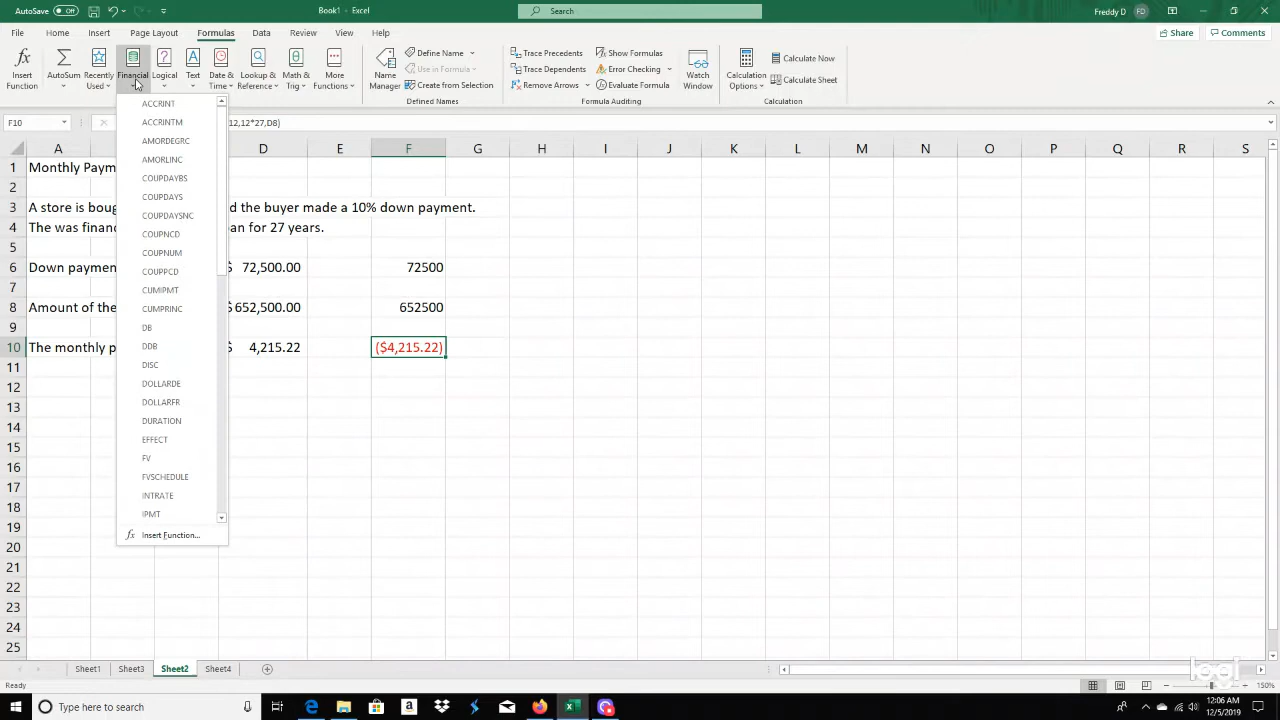 AutoSave Off Book1 - Excel Search Freddy D FD
File Home Insert Page Layout Formulas Data Review View Help Share Comments
fx Insert Function AutoSum Recently Used Financial Logical Text Date & Time Lookup & Reference Math & Trig More Functions
Name Manager Define Name Use in Formula Create from Selection
Defined Names
Trace Precedents Trace Dependents Remove Arrows Show Formulas Error Checking Evaluate Formula
Formula Auditing
Watch Window
Calculation Options Calculate Now Calculate Sheet
Calculation
F10 12,12*27,D8)
A D E F G H I J K L M N O P Q R S
1 Monthly Paym
2
3 A store is boug d the buyer made a 10% down payment.
4 The was financ an for 27 years.
5
6 Down paymen $ 72,500.00 72500
7
8 Amount of the $ 652,500.00 652500
9
10 The monthly p $ 4,215.22 ($4,215.22)
11
12
13
14
15
16
17
18
19
20
21
22
23
24
25
ACCRINT
ACCRINTM
AMORDEGRC
AMORLINC
COUPDAYBS
COUPDAYS
COUPDAYSNC
COUPNCD
COUPNUM
COUPPCD
CUMIPMT
CUMPRINC
DB
DDB
DISC
DOLLARDE
DOLLARFR
DURATION
EFFECT
FV
FVSCHEDULE
INTRATE
IPMT
fx Insert Function...
Sheet1 Sheet3 Sheet2 Sheet4
Ready 150%
Type here to search
12:06 AM
12/5/2019